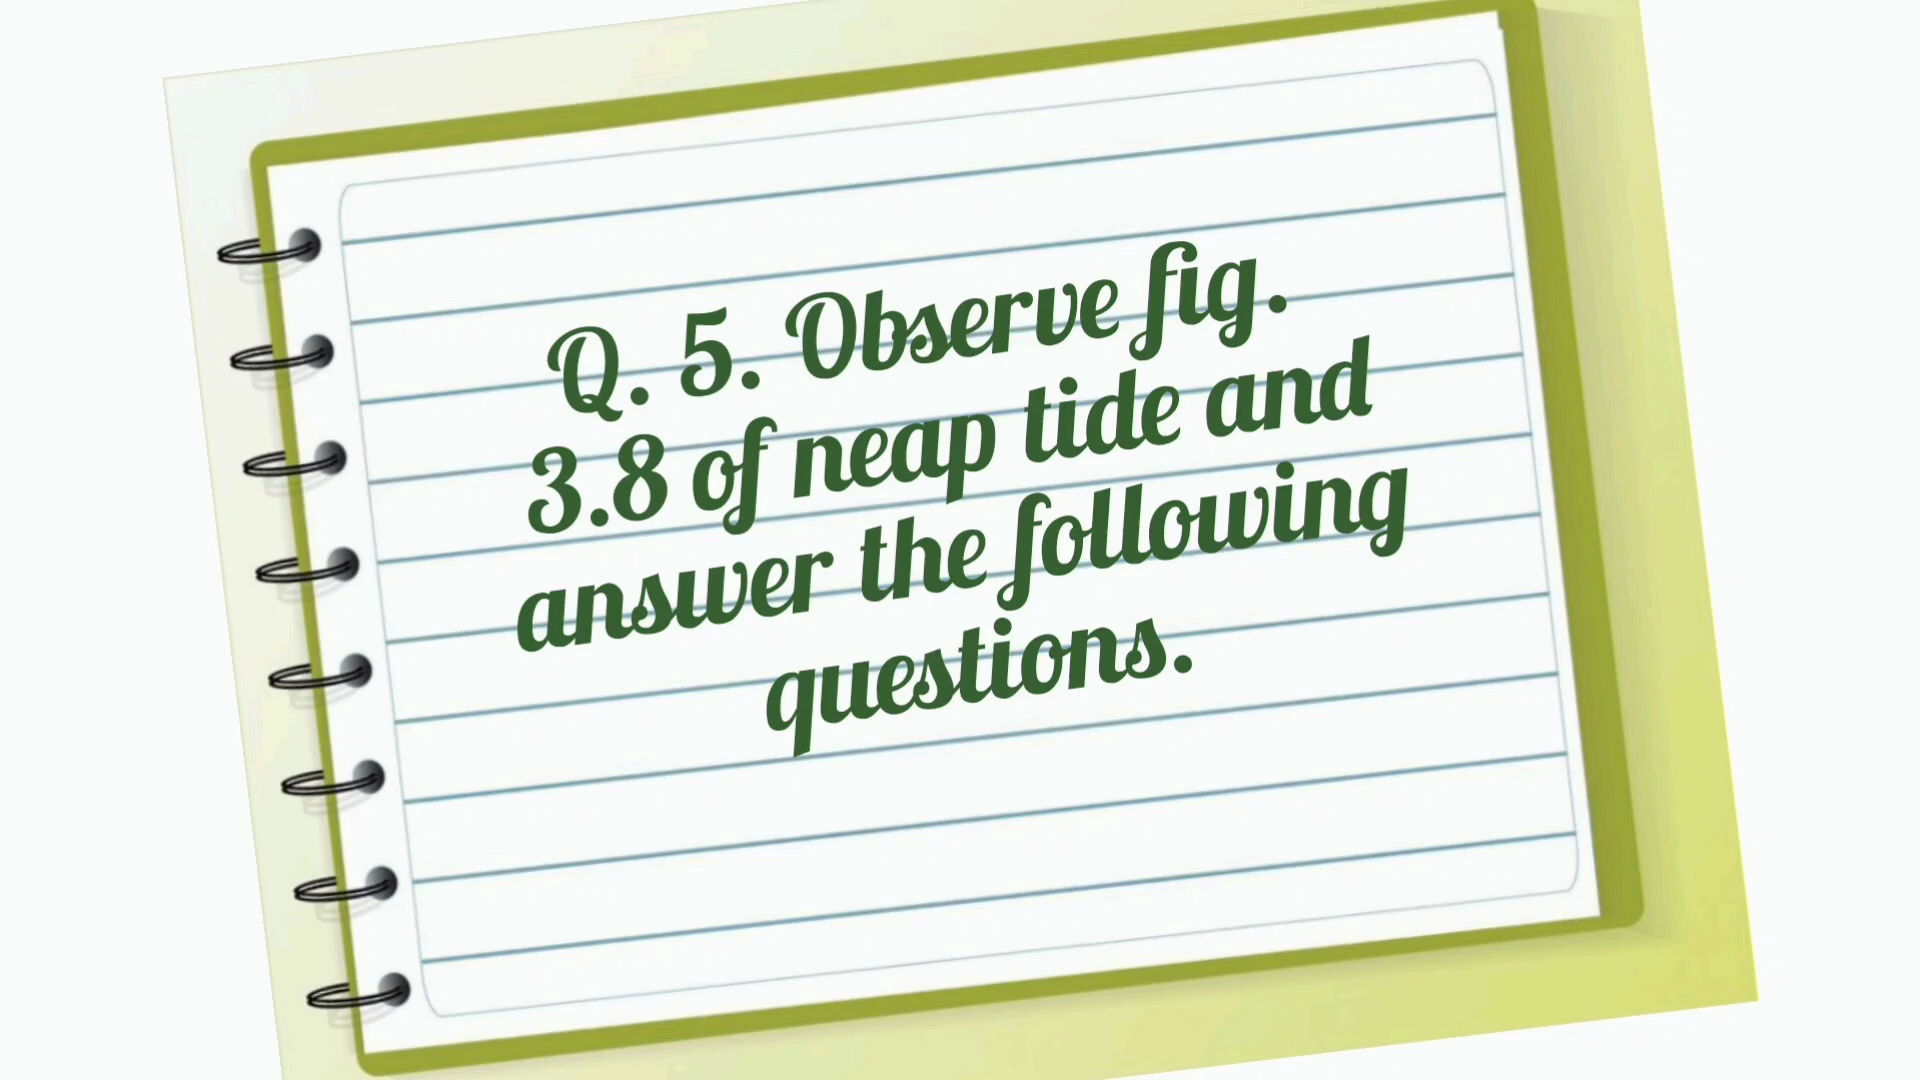 Q. 5. Observe fig.
3.8 of neap tide and
answer the following
questions.